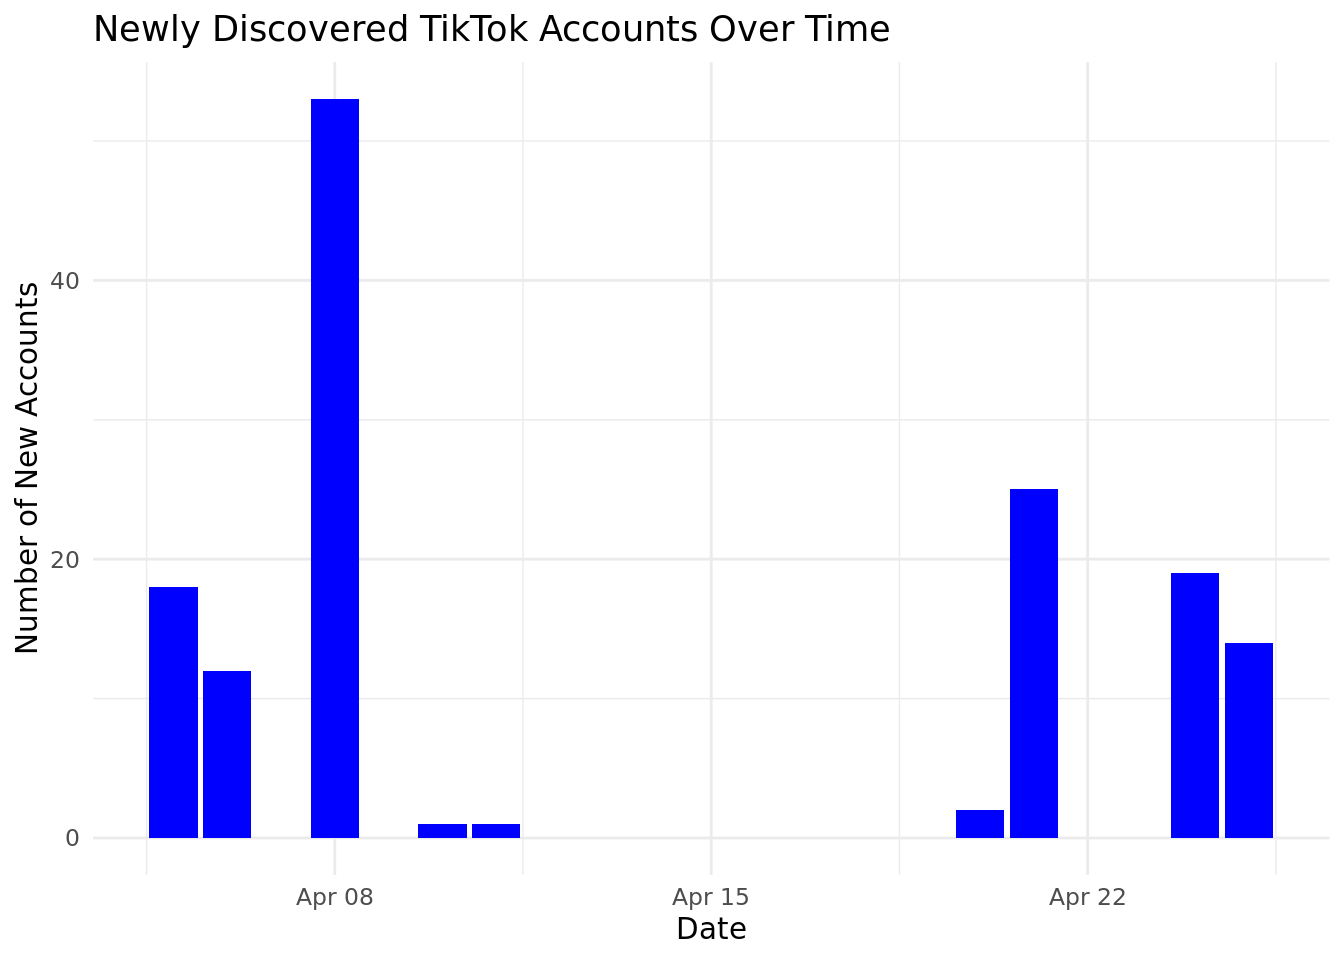 Newly Discovered TikTok Accounts Over Time
Number of New Accounts
40
20
0
Apr 08
Apr 15
Apr 22
Date